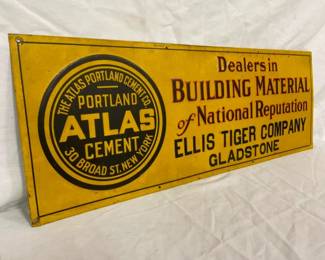 THE ATLAS PORTLAND CEMENT CO.
PORTLAND
ATLAS
CEMENT
30 BROAD ST. NEW YORK
Dealers in
BUILDING MATERIAL
of National Reputation
ELLIS TIGER COMPANY
GLADSTONE